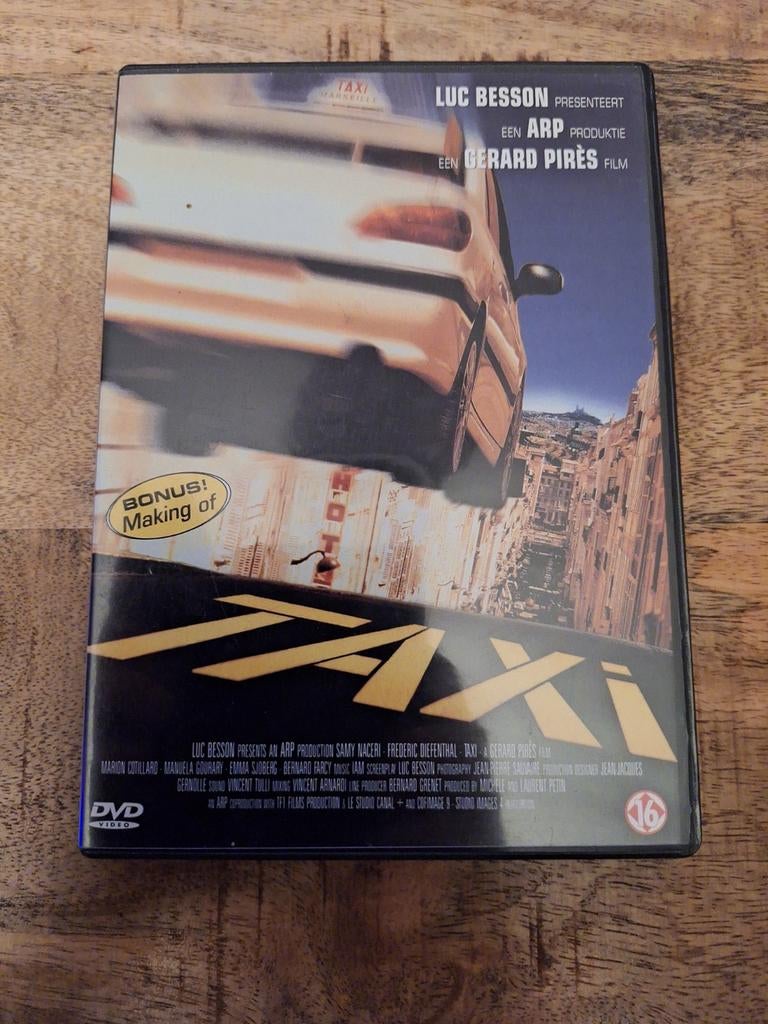 TAXI
MARSEILLE
LUC BESSON PRESENTEERT
EEN ARP PRODUKTIE
EEN GERARD PIRÈS FILM
BONUS!
Making of
HOT
TAXi
LUC BESSON PRESENTS AN ARP PRODUCTION SAMY NACERI · FREDERIC DIEFENTHAL · TAXI · A GERARD PIRÈS FILM
MARION COTILLARD · MANUELA GOURARY · EMMA SJOBERG · BERNARD FARCY MUSIC IAM SCREENPLAY LUC BESSON PHOTOGRAPHY JEAN-PIERRE SAUVAIRE PRODUCTION DESIGNER JEAN-JACQUES
GERNOLLE SOUND VINCENT TULLI MIXING VINCENT ARNARDI LINE PRODUCER BERNARD GRENET PRODUCED BY MICHÈLE AND LAURENT PETIN
AN ARP COPRODUCTION WITH TF1 FILMS PRODUCTION & LE STUDIO CANAL + AND COFIMAGE 9 · STUDIO IMAGES 4
DVD
VIDEO
16